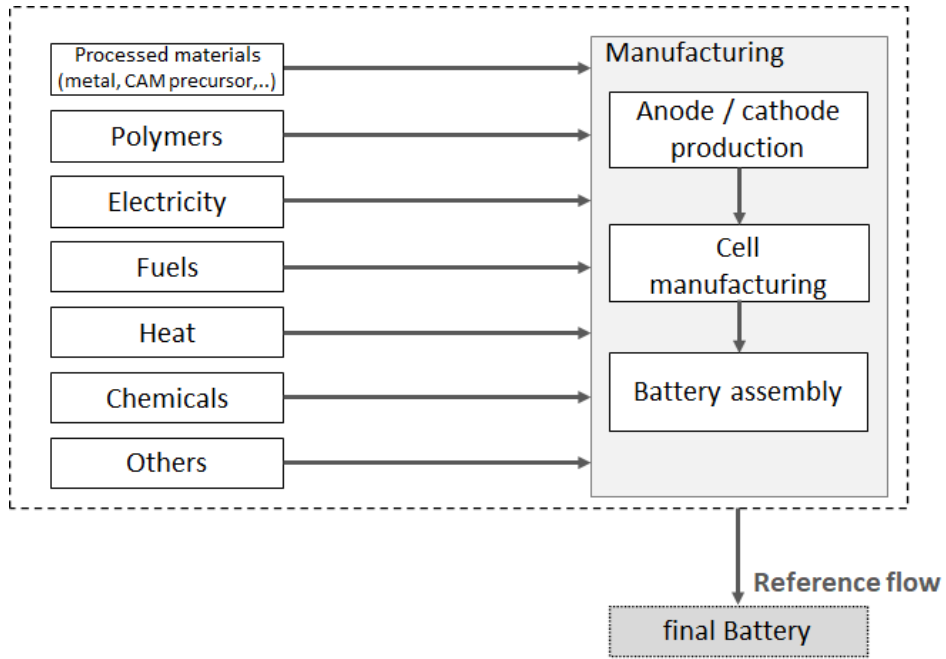 Processed materials
(metal, CAM precursor,..)
Polymers
Electricity
Fuels
Heat
Chemicals
Others
Manufacturing
Anode / cathode
production
Cell
manufacturing
Battery assembly
Reference flow
final Battery